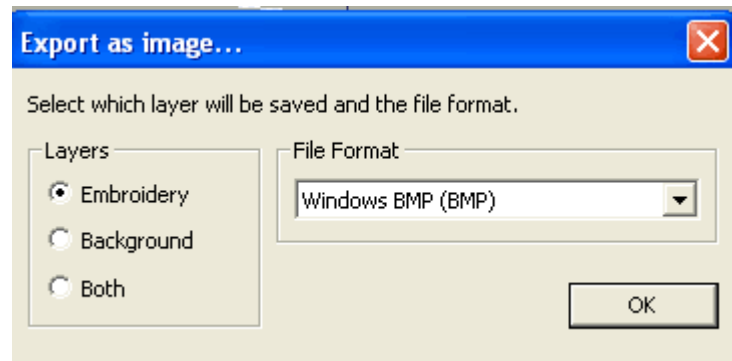 Export as image...
Select which layer will be saved and the file format.
Layers
Embroidery
Background
Both
File Format
Windows BMP (BMP)
OK